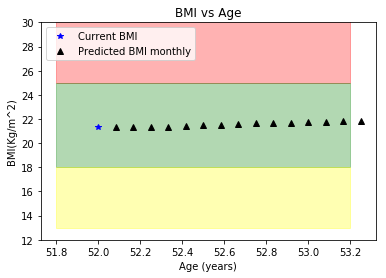 BMI vs Age
Current BMI
Predicted BMI monthly
BMI(Kg/m^2)
30
28
26
24
22
20
18
16
14
12
51.8 52.0 52.2 52.4 52.6 52.8 53.0 53.2
Age (years)